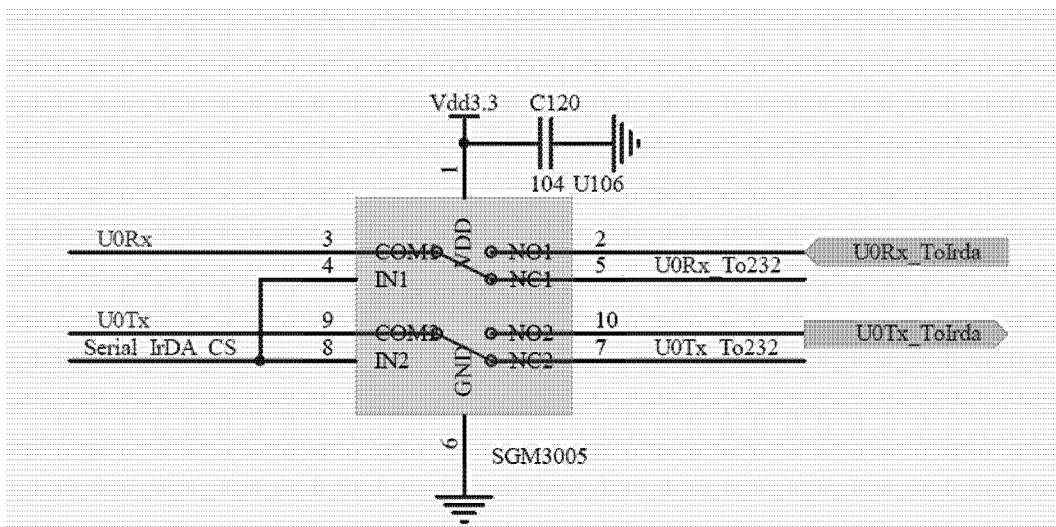 Vdd3.3 C120
1
104 U106
U0Rx 3 COM1 VDD NO1 2 U0Rx_ToIrda
4 IN1 NC1 5 U0Rx_To232
U0Tx 9 COM2 NO2 10 U0Tx_ToIrda
Serial_IrDA_CS 8 IN2 GND NC2 7 U0Tx_To232
6
SGM3005